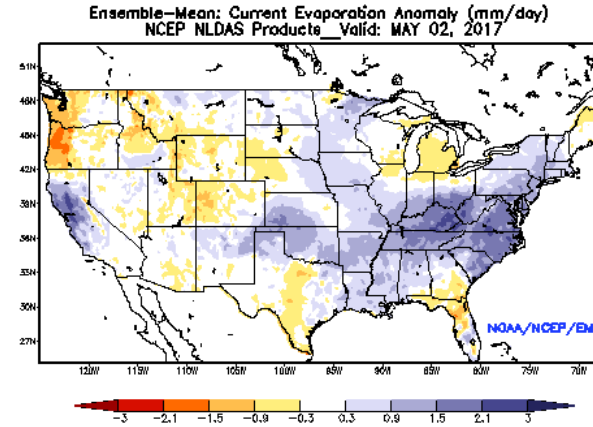 Ensemble-Mean: Current Evaporation Anomaly (mm/day)
NCEP NLDAS Products__Valid: MAY 02, 2017
51N
48N
45N
42N
39N
36N
33N
30N
27N
NOAA/NCEP/EM
120W 115W 110W 105W 100W 95W 90W 85W 80W 75W 70W
-3 -2.1 -1.5 -0.9 -0.3 0.3 0.9 1.5 2.1 3